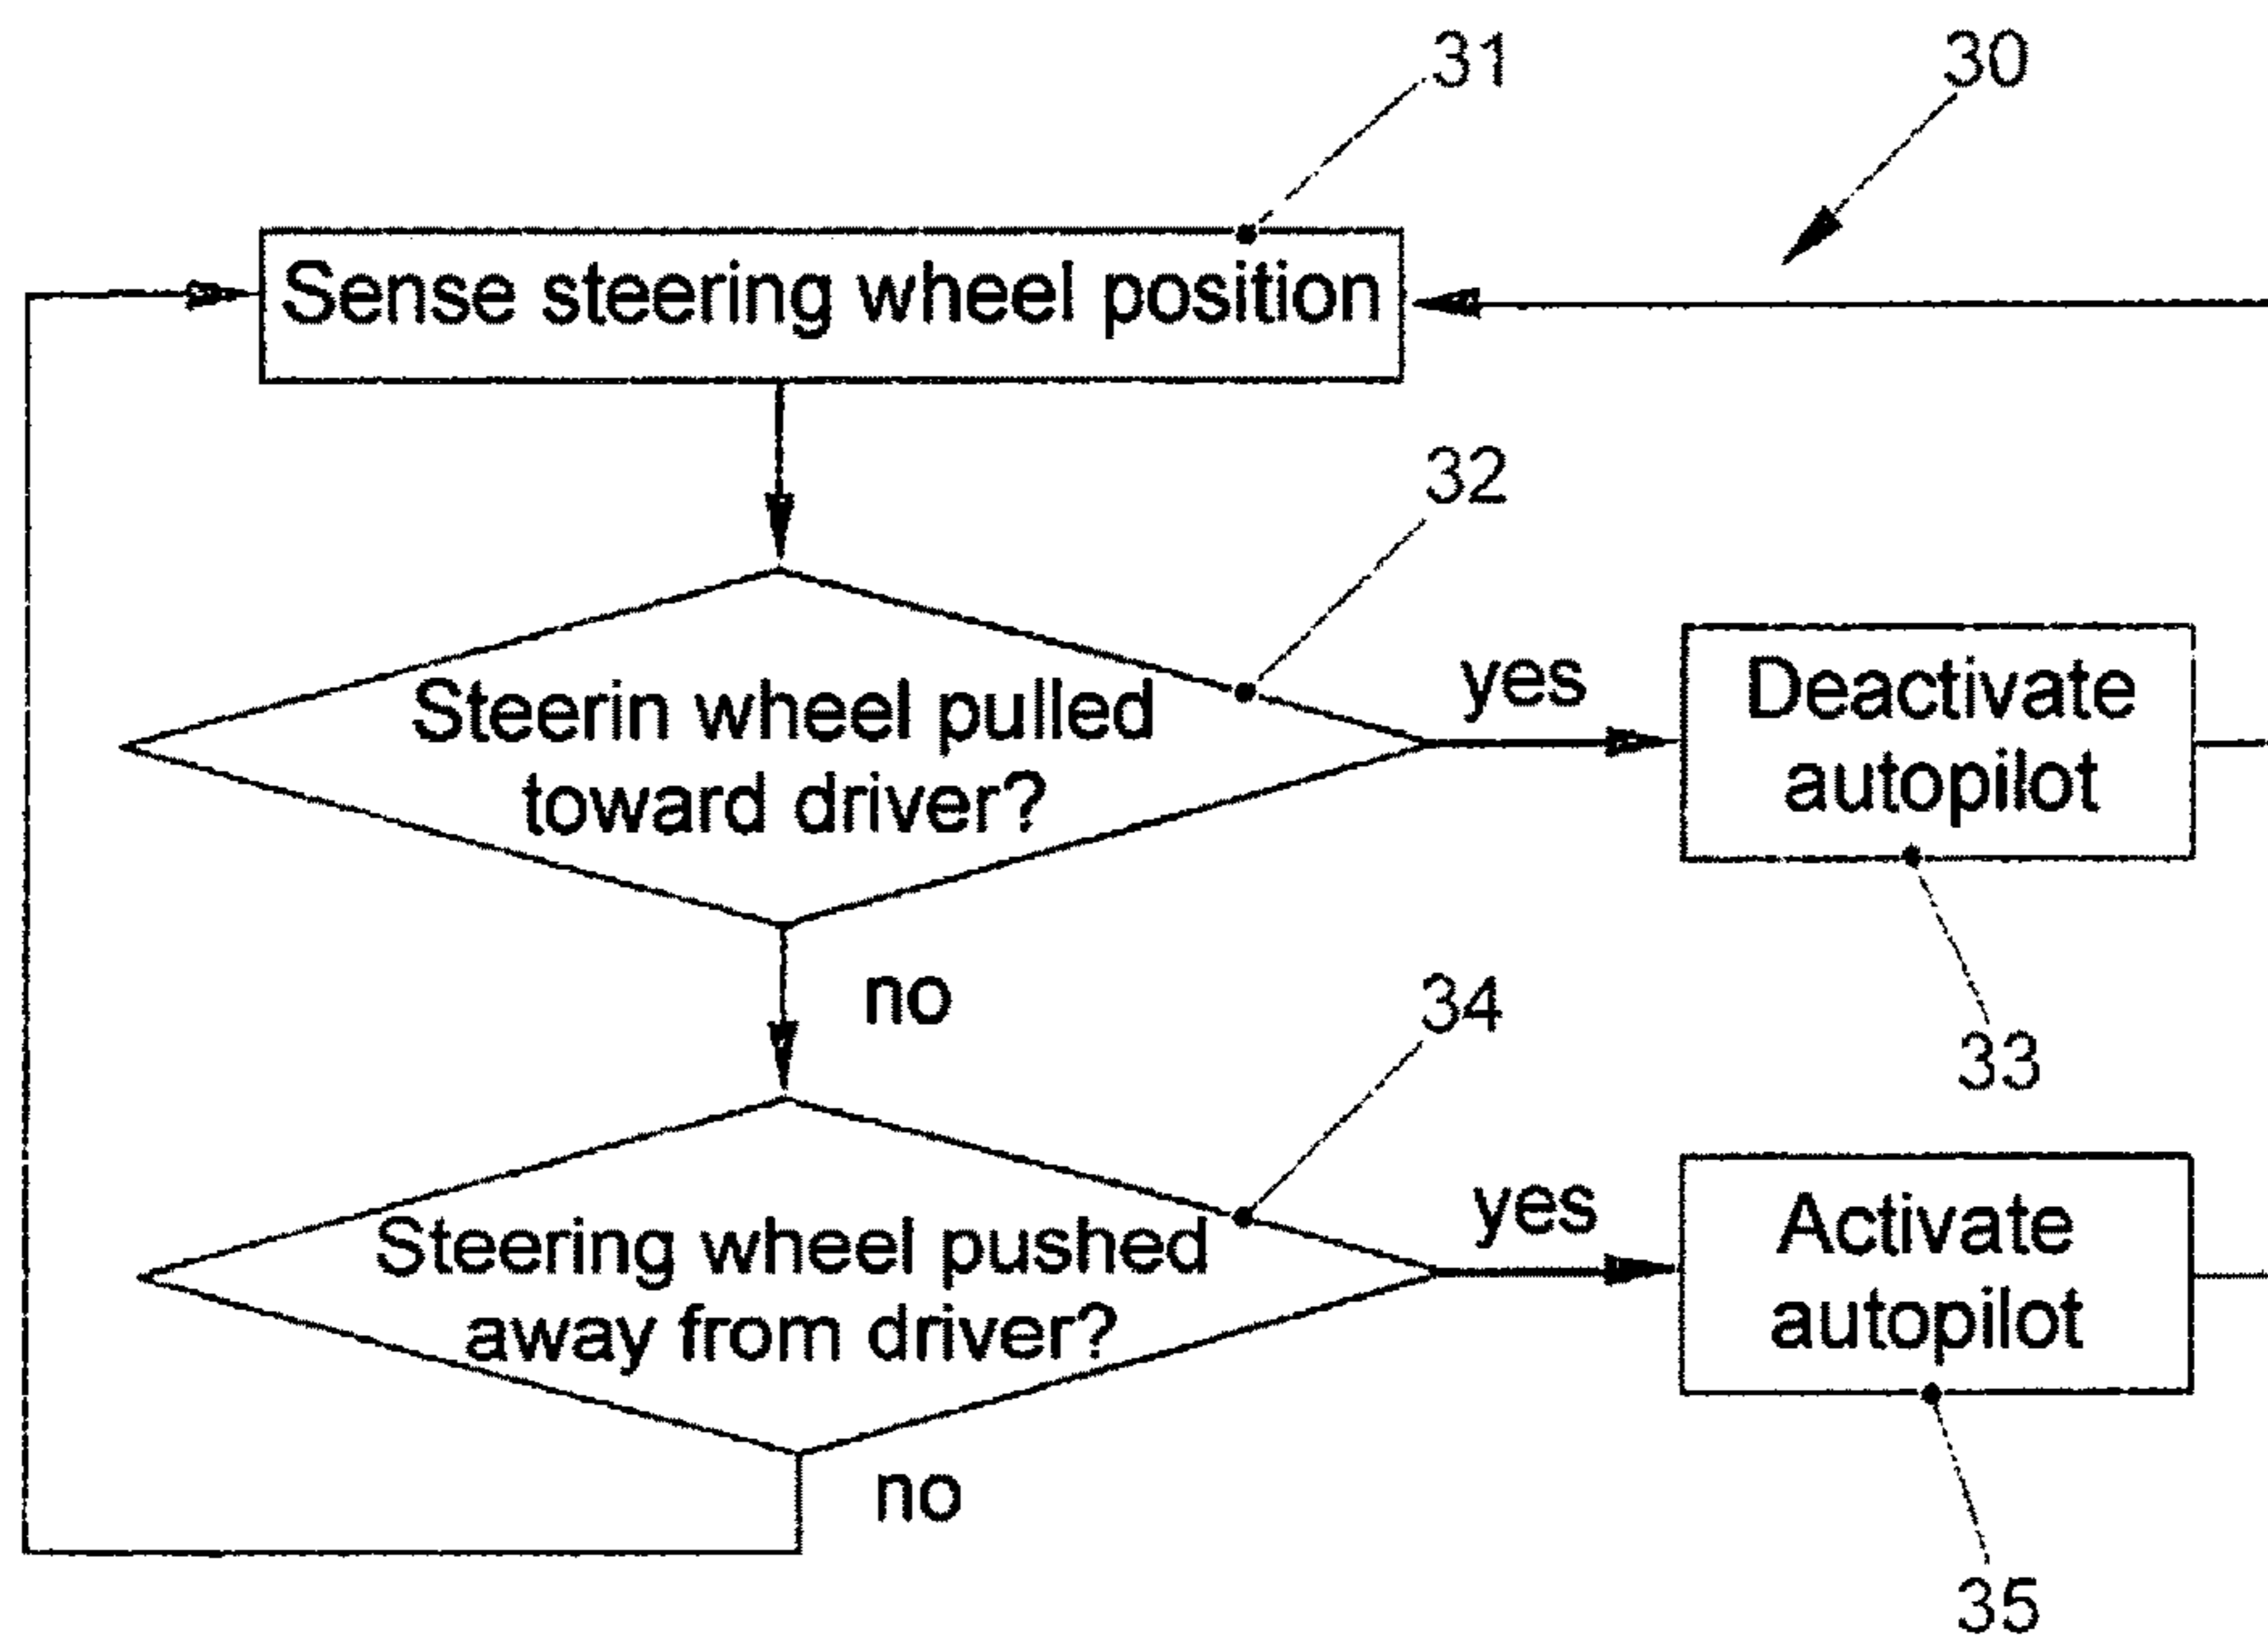 31
30
Sense steering wheel position
32
Steerin wheel pulled
toward driver?
yes
Deactivate
autopilot
no
33
34
Steering wheel pushed
away from driver?
yes
Activate
autopilot
no
35